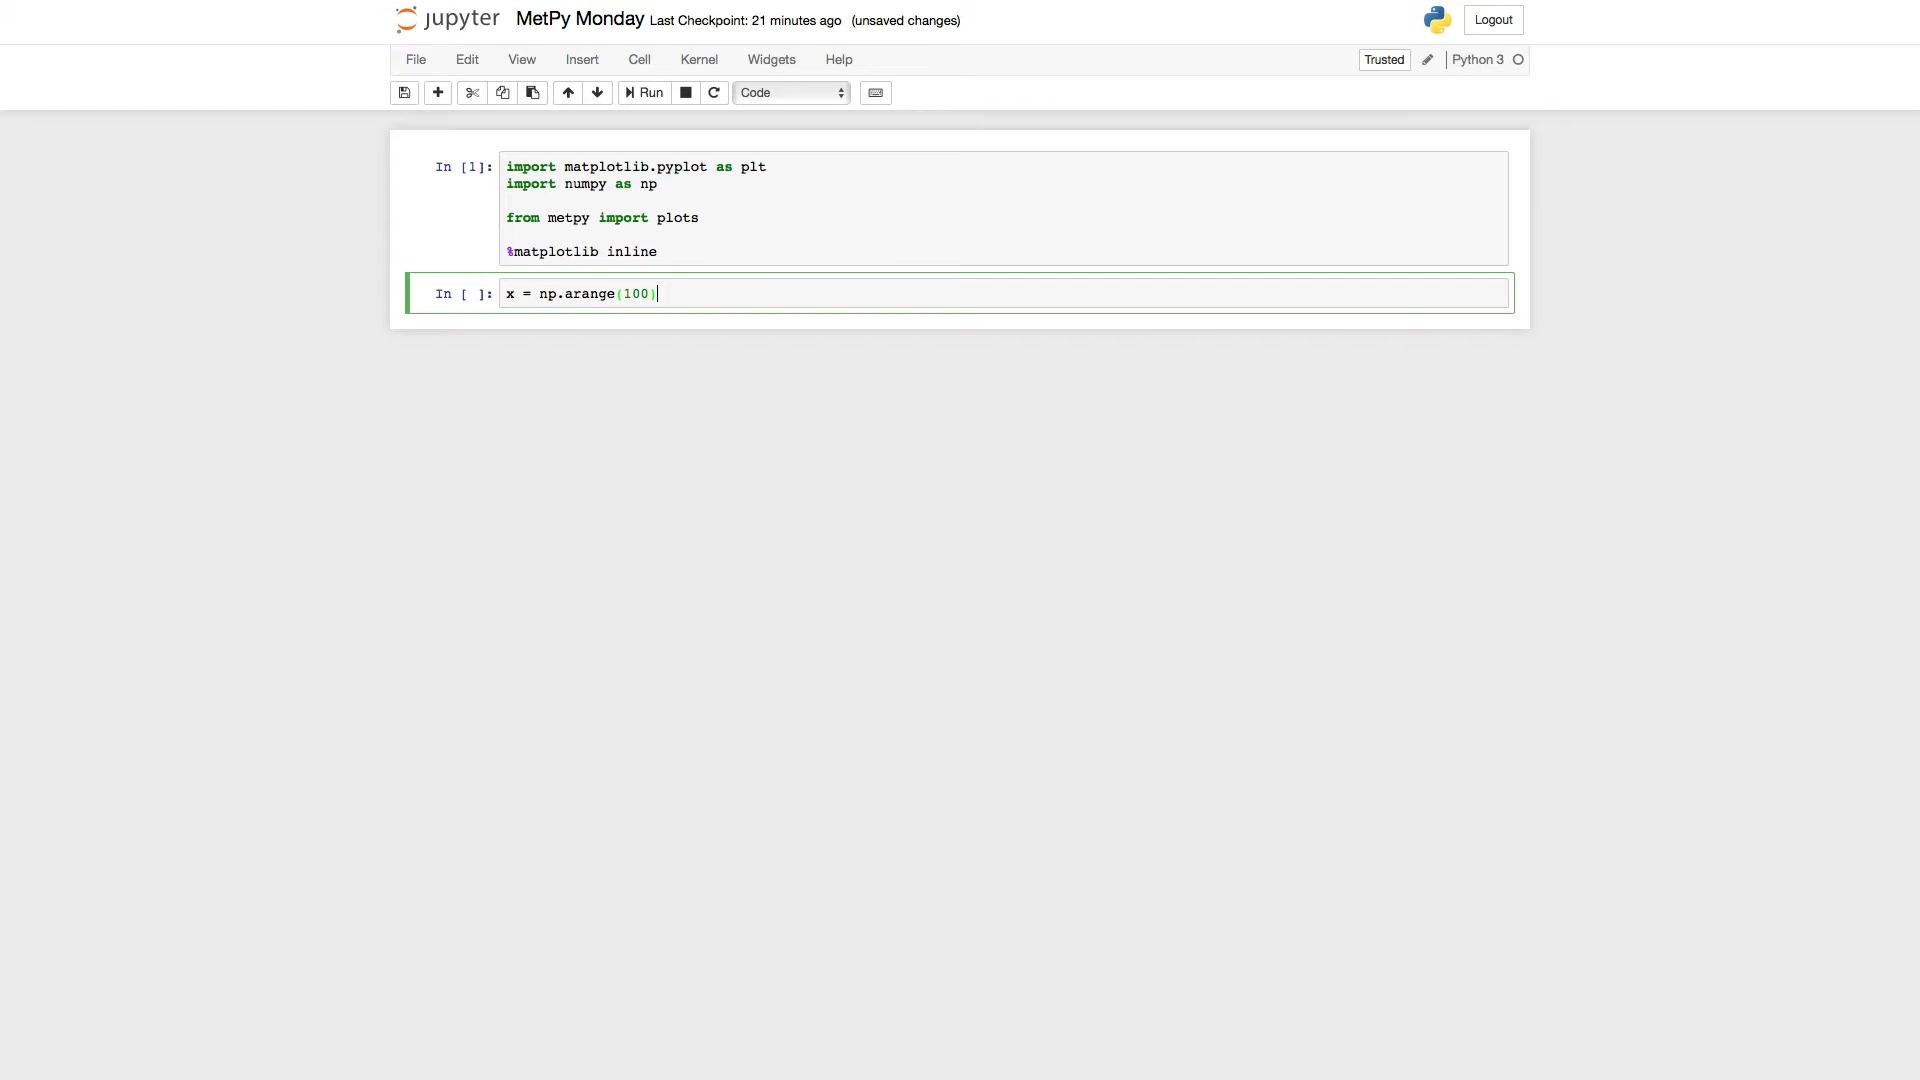 jupyter MetPy Monday Last Checkpoint: 21 minutes ago (unsaved changes) Logout
File Edit View Insert Cell Kernel Widgets Help Trusted Python 3
Run Code
In [1]: import matplotlib.pyplot as plt
import numpy as np
from metpy import plots
%matplotlib inline
In [ ]: x = np.arange(100)